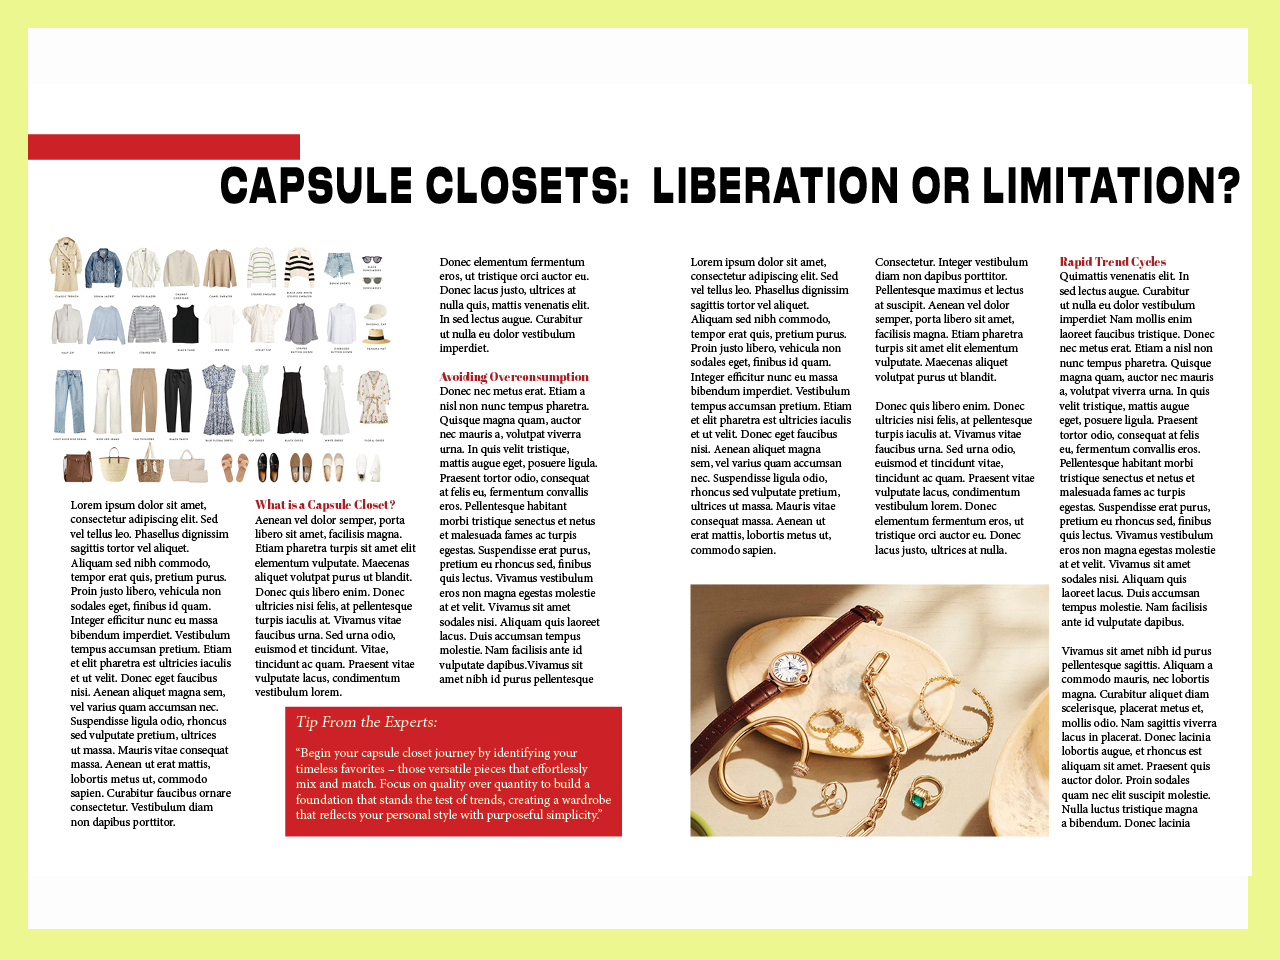 CAPSULE CLOSETS: LIBERATION OR LIMITATION?
Lorem ipsum dolor sit amet,
consectetur adipiscing elit. Sed
vel tellus leo. Phasellus dignissim
sagittis tortor vel aliquet.
Aliquam sed nibh commodo,
tempor erat quis, pretium purus.
Proin justo libero, vehicula non
sodales eget, finibus id quam.
Integer efficitur nunc eu massa
bibendum imperdiet. Vestibulum
tempus accumsan pretium. Etiam
et elit pharetra est ultricies iaculis
et ut velit. Donec eget faucibus
nisi. Aenean aliquet magna sem,
vel varius quam accumsan nec.
Suspendisse ligula odio, rhoncus
sed vulputate pretium, ultrices
ut massa. Mauris vitae consequat
massa. Aenean ut erat mattis,
lobortis metus ut, commodo
sapien. Curabitur faucibus ornare
consectetur. Vestibulum diam
non dapibus porttitor.
What is a Capsule Closet?
Aenean vel dolor semper, porta
libero sit amet, facilisis magna.
Etiam pharetra turpis sit amet elit
elementum vulputate. Maecenas
aliquet volutpat purus ut blandit.
Donec quis libero enim. Donec
ultricies nisi felis, at pellentesque
turpis iaculis at. Vivamus vitae
faucibus urna. Sed urna odio,
euismod et tincidunt. Vitae,
tincidunt ac quam. Praesent vitae
vulputate lacus, condimentum
vestibulum lorem.
Donec elementum fermentum
eros, ut tristique orci auctor eu.
Donec lacus justo, ultrices at
nulla quis, mattis venenatis elit.
In sed lectus augue. Curabitur
ut nulla eu dolor vestibulum
imperdiet.
Avoiding Overconsumption
Donec nec metus erat. Etiam a
nisl non nunc tempus pharetra.
Quisque magna quam, auctor
nec mauris a, volutpat viverra
urna. In quis velit tristique,
mattis augue eget, posuere ligula.
Praesent tortor odio, consequat
at felis eu, fermentum convallis
eros. Pellentesque habitant
morbi tristique senectus et netus
et malesuada fames ac turpis
egestas. Suspendisse erat purus,
pretium eu rhoncus sed, finibus
quis lectus. Vivamus vestibulum
eros non magna egestas molestie
at et velit. Vivamus sit amet
sodales nisi. Aliquam quis laoreet
lacus. Duis accumsan tempus
molestie. Nam facilisis ante id
vulputate dapibus.Vivamus sit
amet nibh id purus pellentesque
Tip From the Experts:
“Begin your capsule closet journey by identifying your
timeless favorites – those versatile pieces that effortlessly
mix and match. Focus on quality over quantity to build a
foundation that stands the test of trends, creating a wardrobe
that reflects your personal style with purposeful simplicity.”
Lorem ipsum dolor sit amet,
consectetur adipiscing elit. Sed
vel tellus leo. Phasellus dignissim
sagittis tortor vel aliquet.
Aliquam sed nibh commodo,
tempor erat quis, pretium purus.
Proin justo libero, vehicula non
sodales eget, finibus id quam.
Integer efficitur nunc eu massa
bibendum imperdiet. Vestibulum
tempus accumsan pretium. Etiam
et elit pharetra est ultricies iaculis
et ut velit. Donec eget faucibus
nisi. Aenean aliquet magna
sem, vel varius quam accumsan
nec. Suspendisse ligula odio,
rhoncus sed vulputate pretium,
ultrices ut massa. Mauris vitae
consequat massa. Aenean ut
erat mattis, lobortis metus ut,
commodo sapien.
Consectetur. Integer vestibulum
diam non dapibus porttitor.
Pellentesque maximus et lectus
at suscipit. Aenean vel dolor
semper, porta libero sit amet,
facilisis magna. Etiam pharetra
turpis sit amet elit elementum
vulputate. Maecenas aliquet
volutpat purus ut blandit.
Donec quis libero enim. Donec
ultricies nisi felis, at pellentesque
turpis iaculis at. Vivamus vitae
faucibus urna. Sed urna odio,
euismod et tincidunt vitae,
tincidunt ac quam. Praesent vitae
vulputate lacus, condimentum
vestibulum lorem. Donec
elementum fermentum eros, ut
tristique orci auctor eu. Donec
lacus justo, ultrices at nulla.
Rapid Trend Cycles
Quimattis venenatis elit. In
sed lectus augue. Curabitur
ut nulla eu dolor vestibulum
imperdiet Nam mollis enim
laoreet faucibus tristique. Donec
nec metus erat. Etiam a nisl non
nunc tempus pharetra. Quisque
magna quam, auctor nec mauris
a, volutpat viverra urna. In quis
velit tristique, mattis augue
eget, posuere ligula. Praesent
tortor odio, consequat at felis
eu, fermentum convallis eros.
Pellentesque habitant morbi
tristique senectus et netus et
malesuada fames ac turpis
egestas. Suspendisse erat purus,
pretium eu rhoncus sed, finibus
quis lectus. Vivamus vestibulum
eros non magna egestas molestie
at et velit. Vivamus sit amet
sodales nisi. Aliquam quis
laoreet lacus. Duis accumsan
tempus molestie. Nam facilisis
ante id vulputate dapibus.
Vivamus sit amet nibh id purus
pellentesque sagittis. Aliquam a
commodo mauris, nec lobortis
magna. Curabitur aliquet diam
scelerisque, placerat metus et,
mollis odio. Nam sagittis viverra
lacus in placerat. Donec lacinia
lobortis augue, et rhoncus est
aliquam sit amet. Praesent quis
auctor dolor. Proin sodales
quam nec elit suscipit molestie.
Nulla luctus tristique magna
a bibendum. Donec lacinia